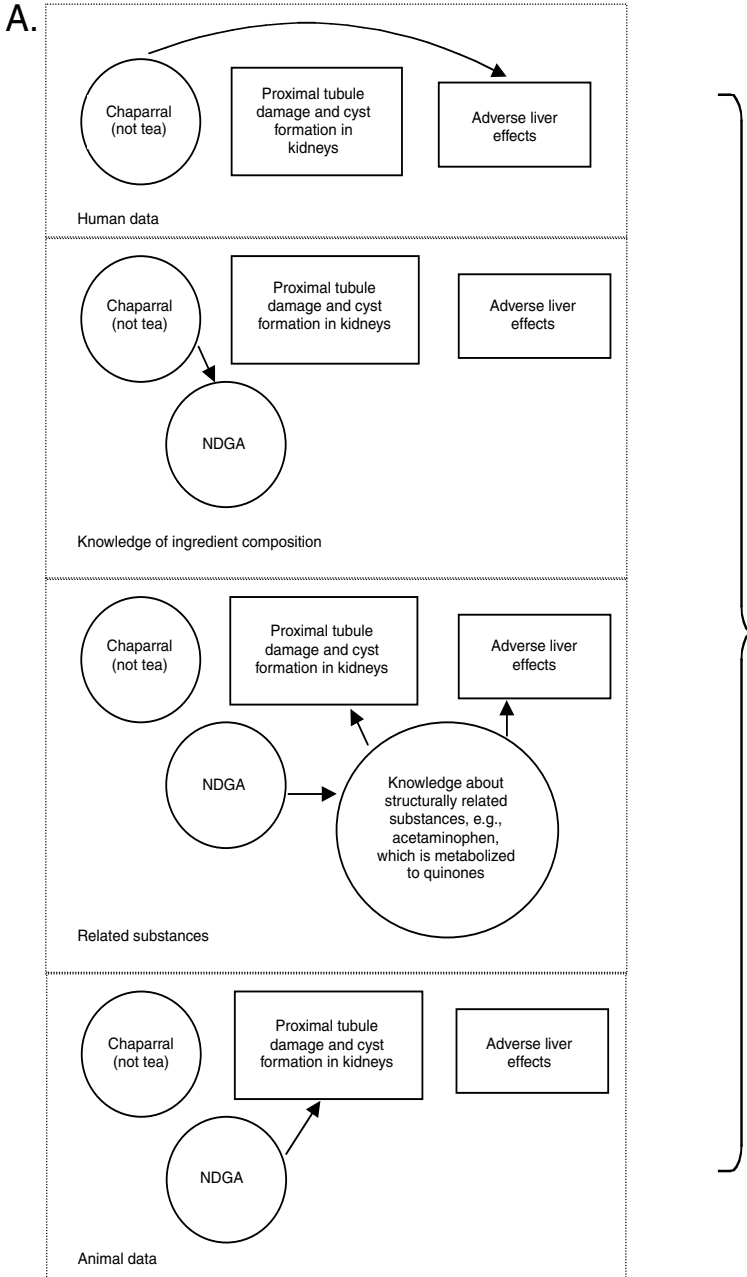 A.
Chaparral
(not tea)
Proximal tubule
damage and cyst
formation in
kidneys
Adverse liver
effects
Human data
Chaparral
(not tea)
Proximal tubule
damage and cyst
formation in kidneys
Adverse liver
effects
NDGA
Knowledge of ingredient composition
Chaparral
(not tea)
Proximal tubule
damage and cyst
formation in kidneys
Adverse liver
effects
NDGA
Knowledge about
structurally related
substances, e.g.,
acetaminophen,
which is metabolized
to quinones
Related substances
Chaparral
(not tea)
Proximal tubule
damage and cyst
formation in kidneys
Adverse liver
effects
NDGA
Animal data